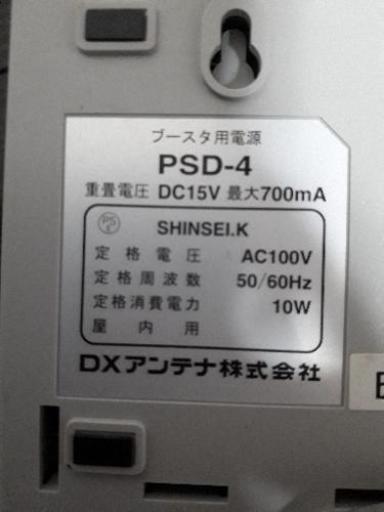 ブースタ用電源
PSD-4
重畳電圧 DC15V 最大700mA
PS
E
SHINSEI.K
定格電圧 AC100V
定格周波数 50/60Hz
定格消費電力 10W
屋内用
DXアンテナ株式会社